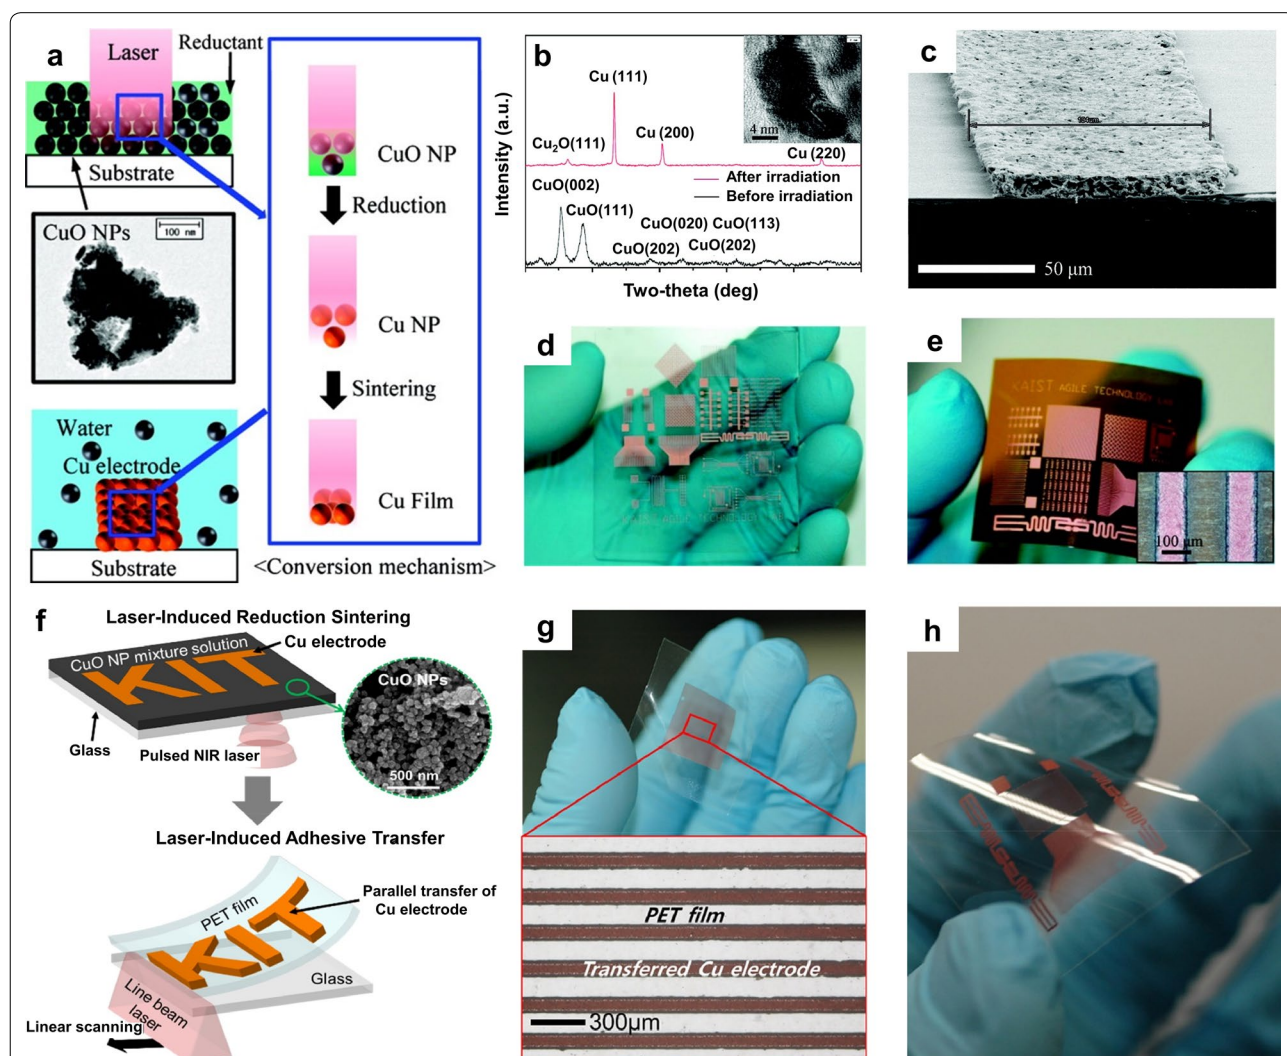 a
Laser
Reductant
Substrate
CuO NPs
100 nm
Water
Cu electrode
Substrate
CuO NP
Reduction
Cu NP
Sintering
Cu Film
<Conversion mechanism>
b
Intensity (a.u.)
Cu (111)
4 nm
Cu₂O(111)
Cu (200)
Cu (220)
After irradiation
Before irradiation
CuO(002)
CuO(111)
CuO(020) CuO(113)
CuO(202)
CuO(202)
Two-theta (deg)
c
50 μm
d
e
KAIST AGILE TECHNOLOGY LAB
100 μm
f
Laser-Induced Reduction Sintering
Cu electrode
CuO NP mixture solution
KIT
CuO NPs
500 nm
Glass
Pulsed NIR laser
Laser-Induced Adhesive Transfer
PET film
KIT
Parallel transfer of
Cu electrode
Glass
Line beam
laser
Linear scanning
g
PET film
Transferred Cu electrode
300μm
h